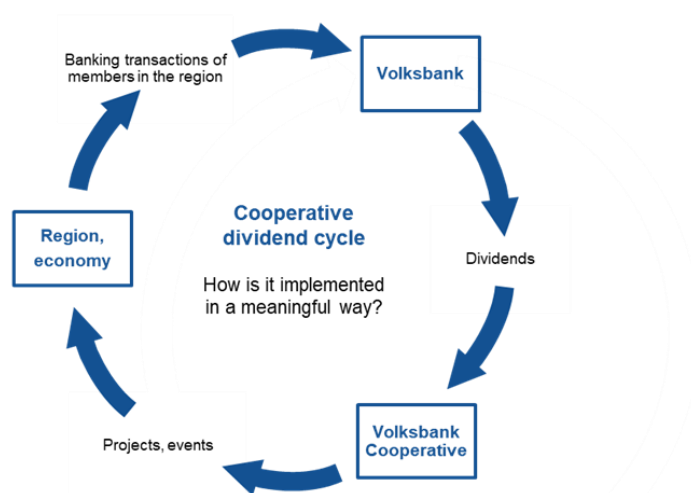 Banking transactions of
members in the region
Volksbank
Region,
economy
Cooperative
dividend cycle
How is it implemented
in a meaningful way?
Dividends
Volksbank
Cooperative
Projects, events